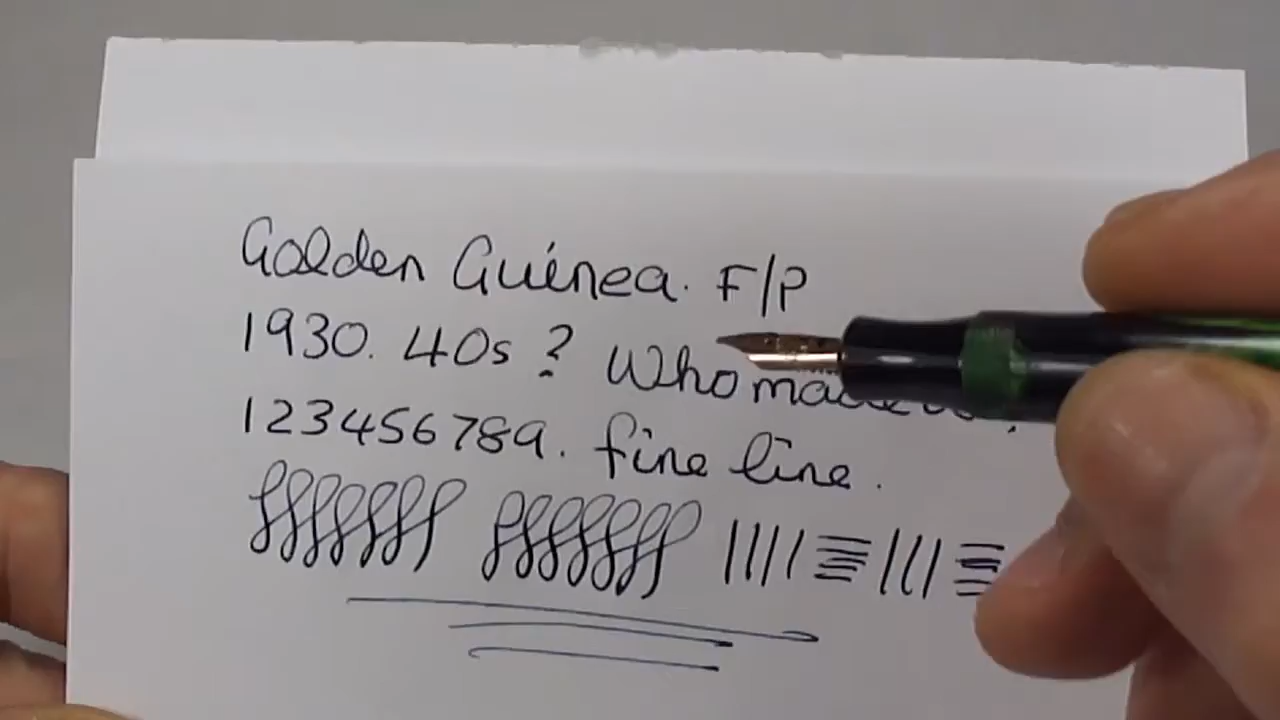 Golden Guinea. F/P
1930. 40s ? Who
123456789. fine line.